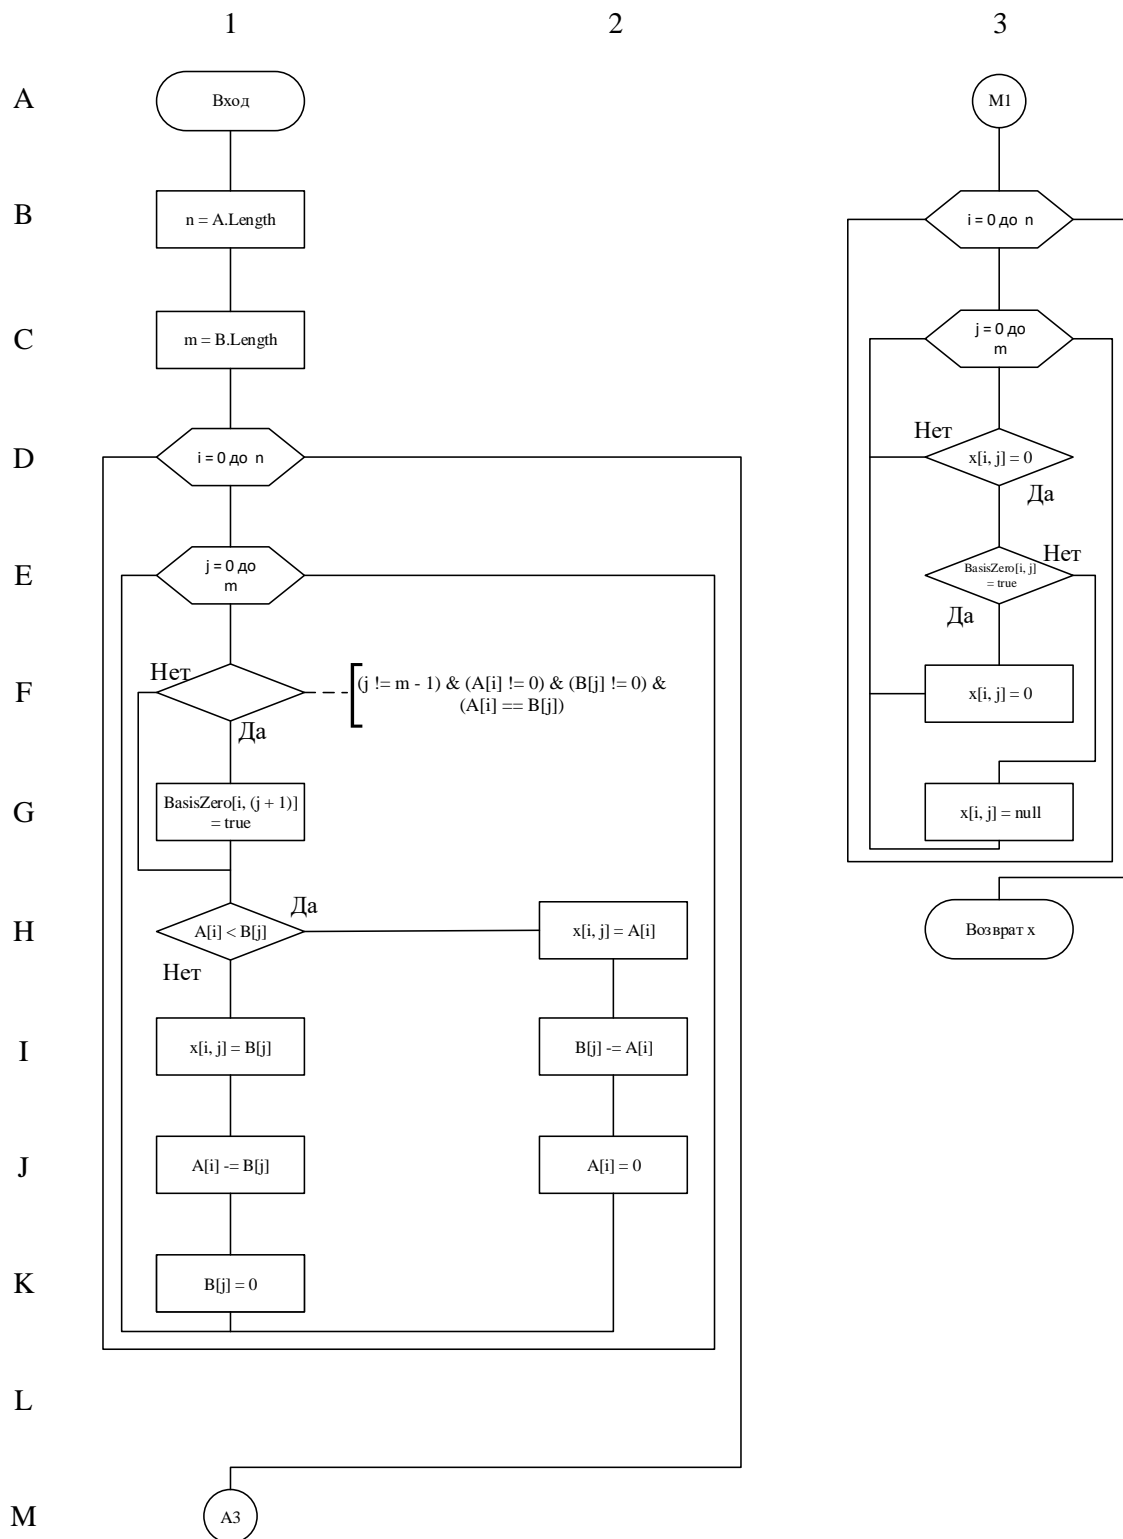 1
2
3
A
Вход
M1
B
n = A.Length
i = 0 до n
C
m = B.Length
j = 0 до
m
D
i = 0 до n
Нет
x[i, j] = 0
Да
E
j = 0 до
m
Нет
BasisZero[i, j]
= true
Да
F
Нет
(j != m - 1) & (A[i] != 0) & (B[j] != 0) &
(A[i] == B[j])
Да
x[i, j] = 0
G
BasisZero[i, (j + 1)]
= true
x[i, j] = null
H
A[i] < B[j]
Да
Нет
x[i, j] = A[i]
Возврат x
I
x[i, j] = B[j]
B[j] -= A[i]
J
A[i] -= B[j]
A[i] = 0
K
B[j] = 0
L
M
A3